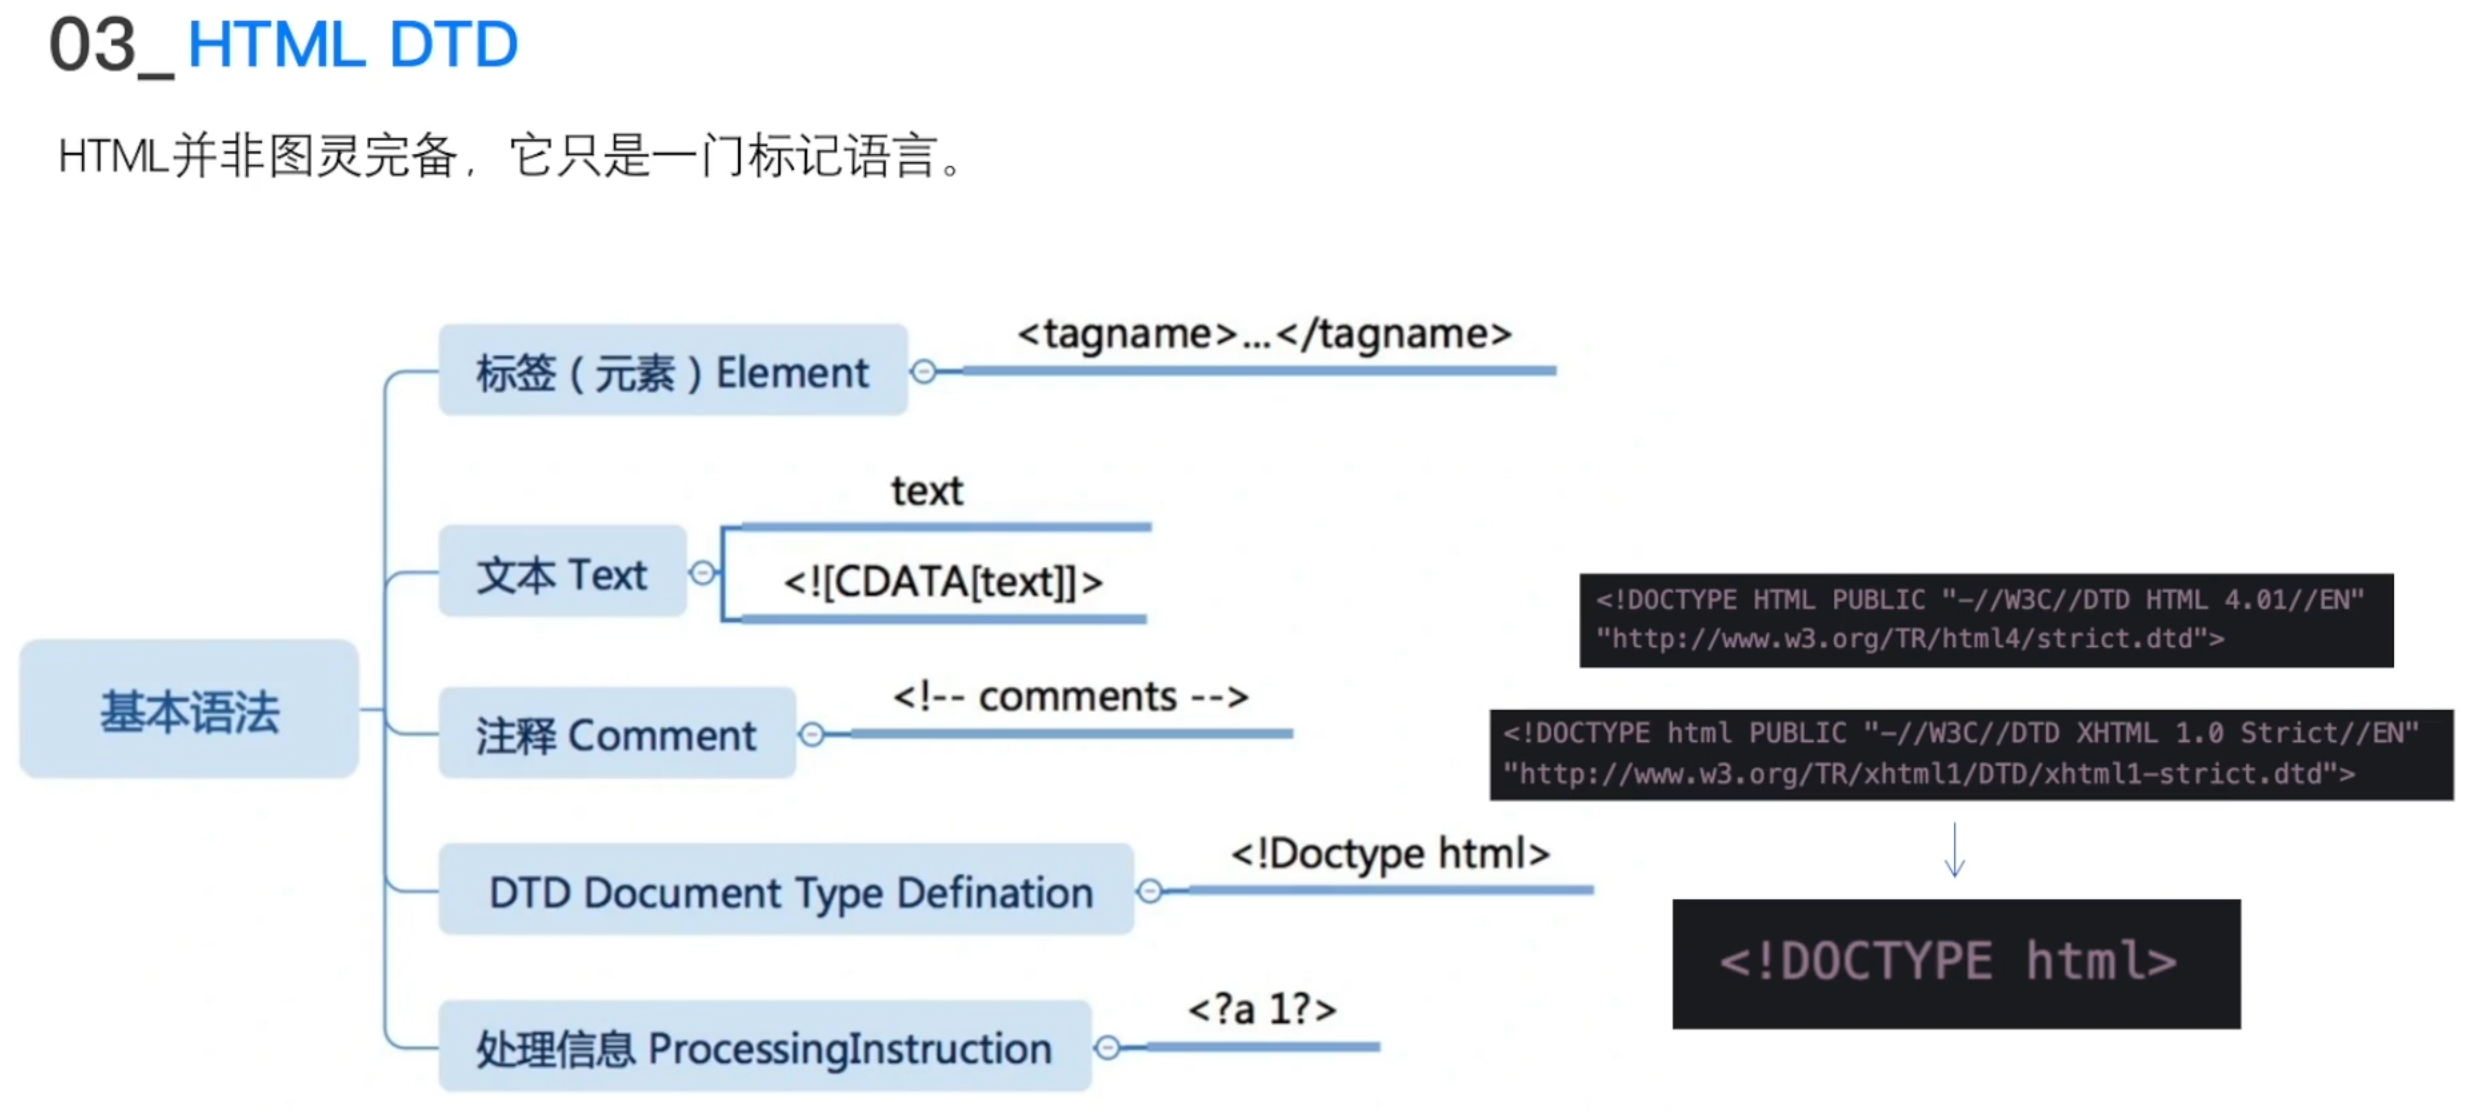 03_ HTML DTD
HTML并非图灵完备，它只是一门标记语言。
基本语法
标签（元素）Element
<tagname>...</tagname>
文本 Text
text
<![CDATA[text]]>
注释 Comment
<!-- comments -->
DTD Document Type Defination
<!Doctype html>
处理信息 ProcessingInstruction
<?a 1?>
<!DOCTYPE HTML PUBLIC "-//W3C//DTD HTML 4.01//EN"
"http://www.w3.org/TR/html4/strict.dtd">
<!DOCTYPE html PUBLIC "-//W3C//DTD XHTML 1.0 Strict//EN"
"http://www.w3.org/TR/xhtml1/DTD/xhtml1-strict.dtd">
<!DOCTYPE html>